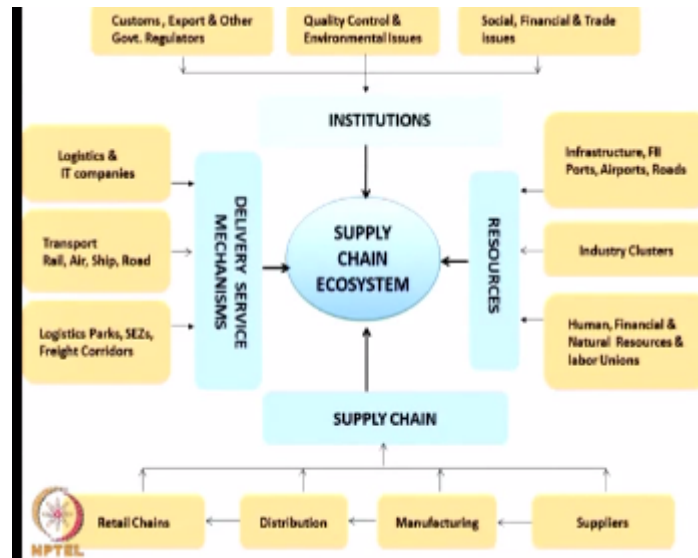 Customs , Export & Other
Govt. Regulators
Quality Control &
Environmental Issues
Social, Financial & Trade
issues
INSTITUTIONS
Logistics &
IT companies
Transport
Rail, Air, Ship, Road
Logistics Parks, SEZs,
Freight Corridors
DELIVERY SERVICE
MECHANISMS
SUPPLY
CHAIN
ECOSYSTEM
RESOURCES
Infrastructure, FII
Ports, Airports, Roads
Industry Clusters
Human, Financial &
Natural Resources &
labor Unions
SUPPLY CHAIN
Retail Chains
Distribution
Manufacturing
Suppliers
NPTEL